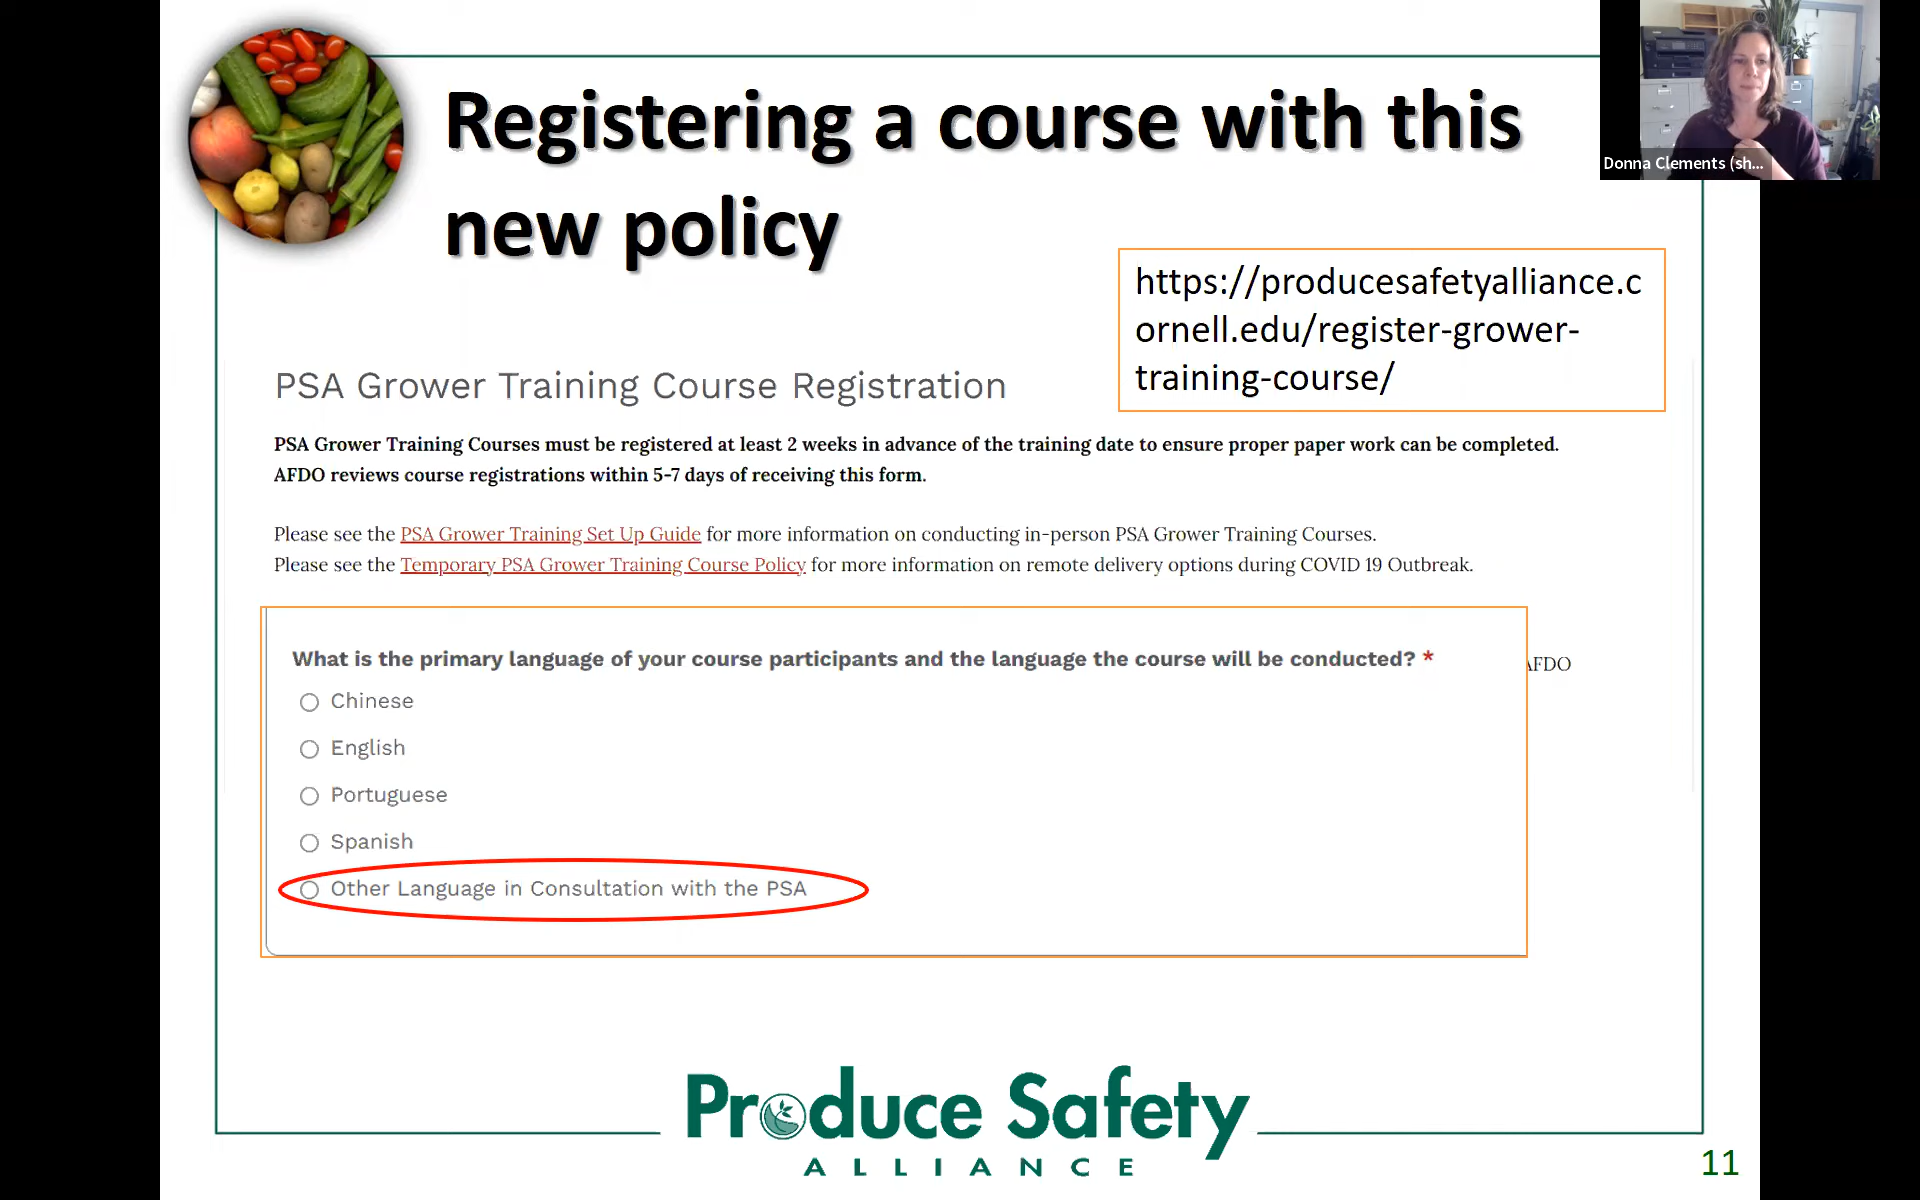 Registering a course with this
new policy
Donna Clements (sh...
https://producesafetyalliance.c
ornell.edu/register-grower-
training-course/
PSA Grower Training Course Registration
PSA Grower Training Courses must be registered at least 2 weeks in advance of the training date to ensure proper paper work can be completed.
AFDO reviews course registrations within 5-7 days of receiving this form.
Please see the PSA Grower Training Set Up Guide for more information on conducting in-person PSA Grower Training Courses.
Please see the Temporary PSA Grower Training Course Policy for more information on remote delivery options during COVID 19 Outbreak.
What is the primary language of your course participants and the language the course will be conducted? *
AFDO
Chinese
English
Portuguese
Spanish
Other Language in Consultation with the PSA
Produce Safety
ALLIANCE
11